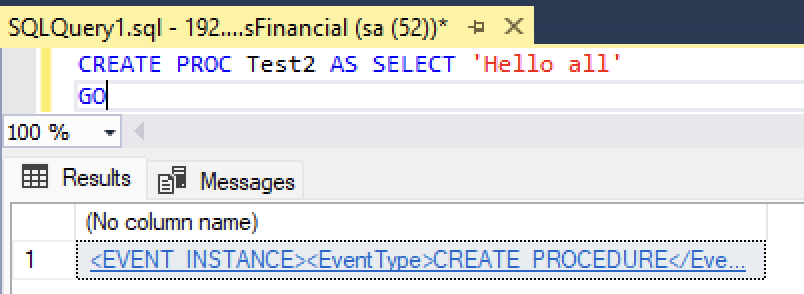 SQLQuery1.sql - 192....sFinancial (sa (52))*
CREATE PROC Test2 AS SELECT 'Hello all'
GO
100 %
Results Messages
(No column name)
1 <EVENT_INSTANCE><EventType>CREATE_PROCEDURE</Eve...